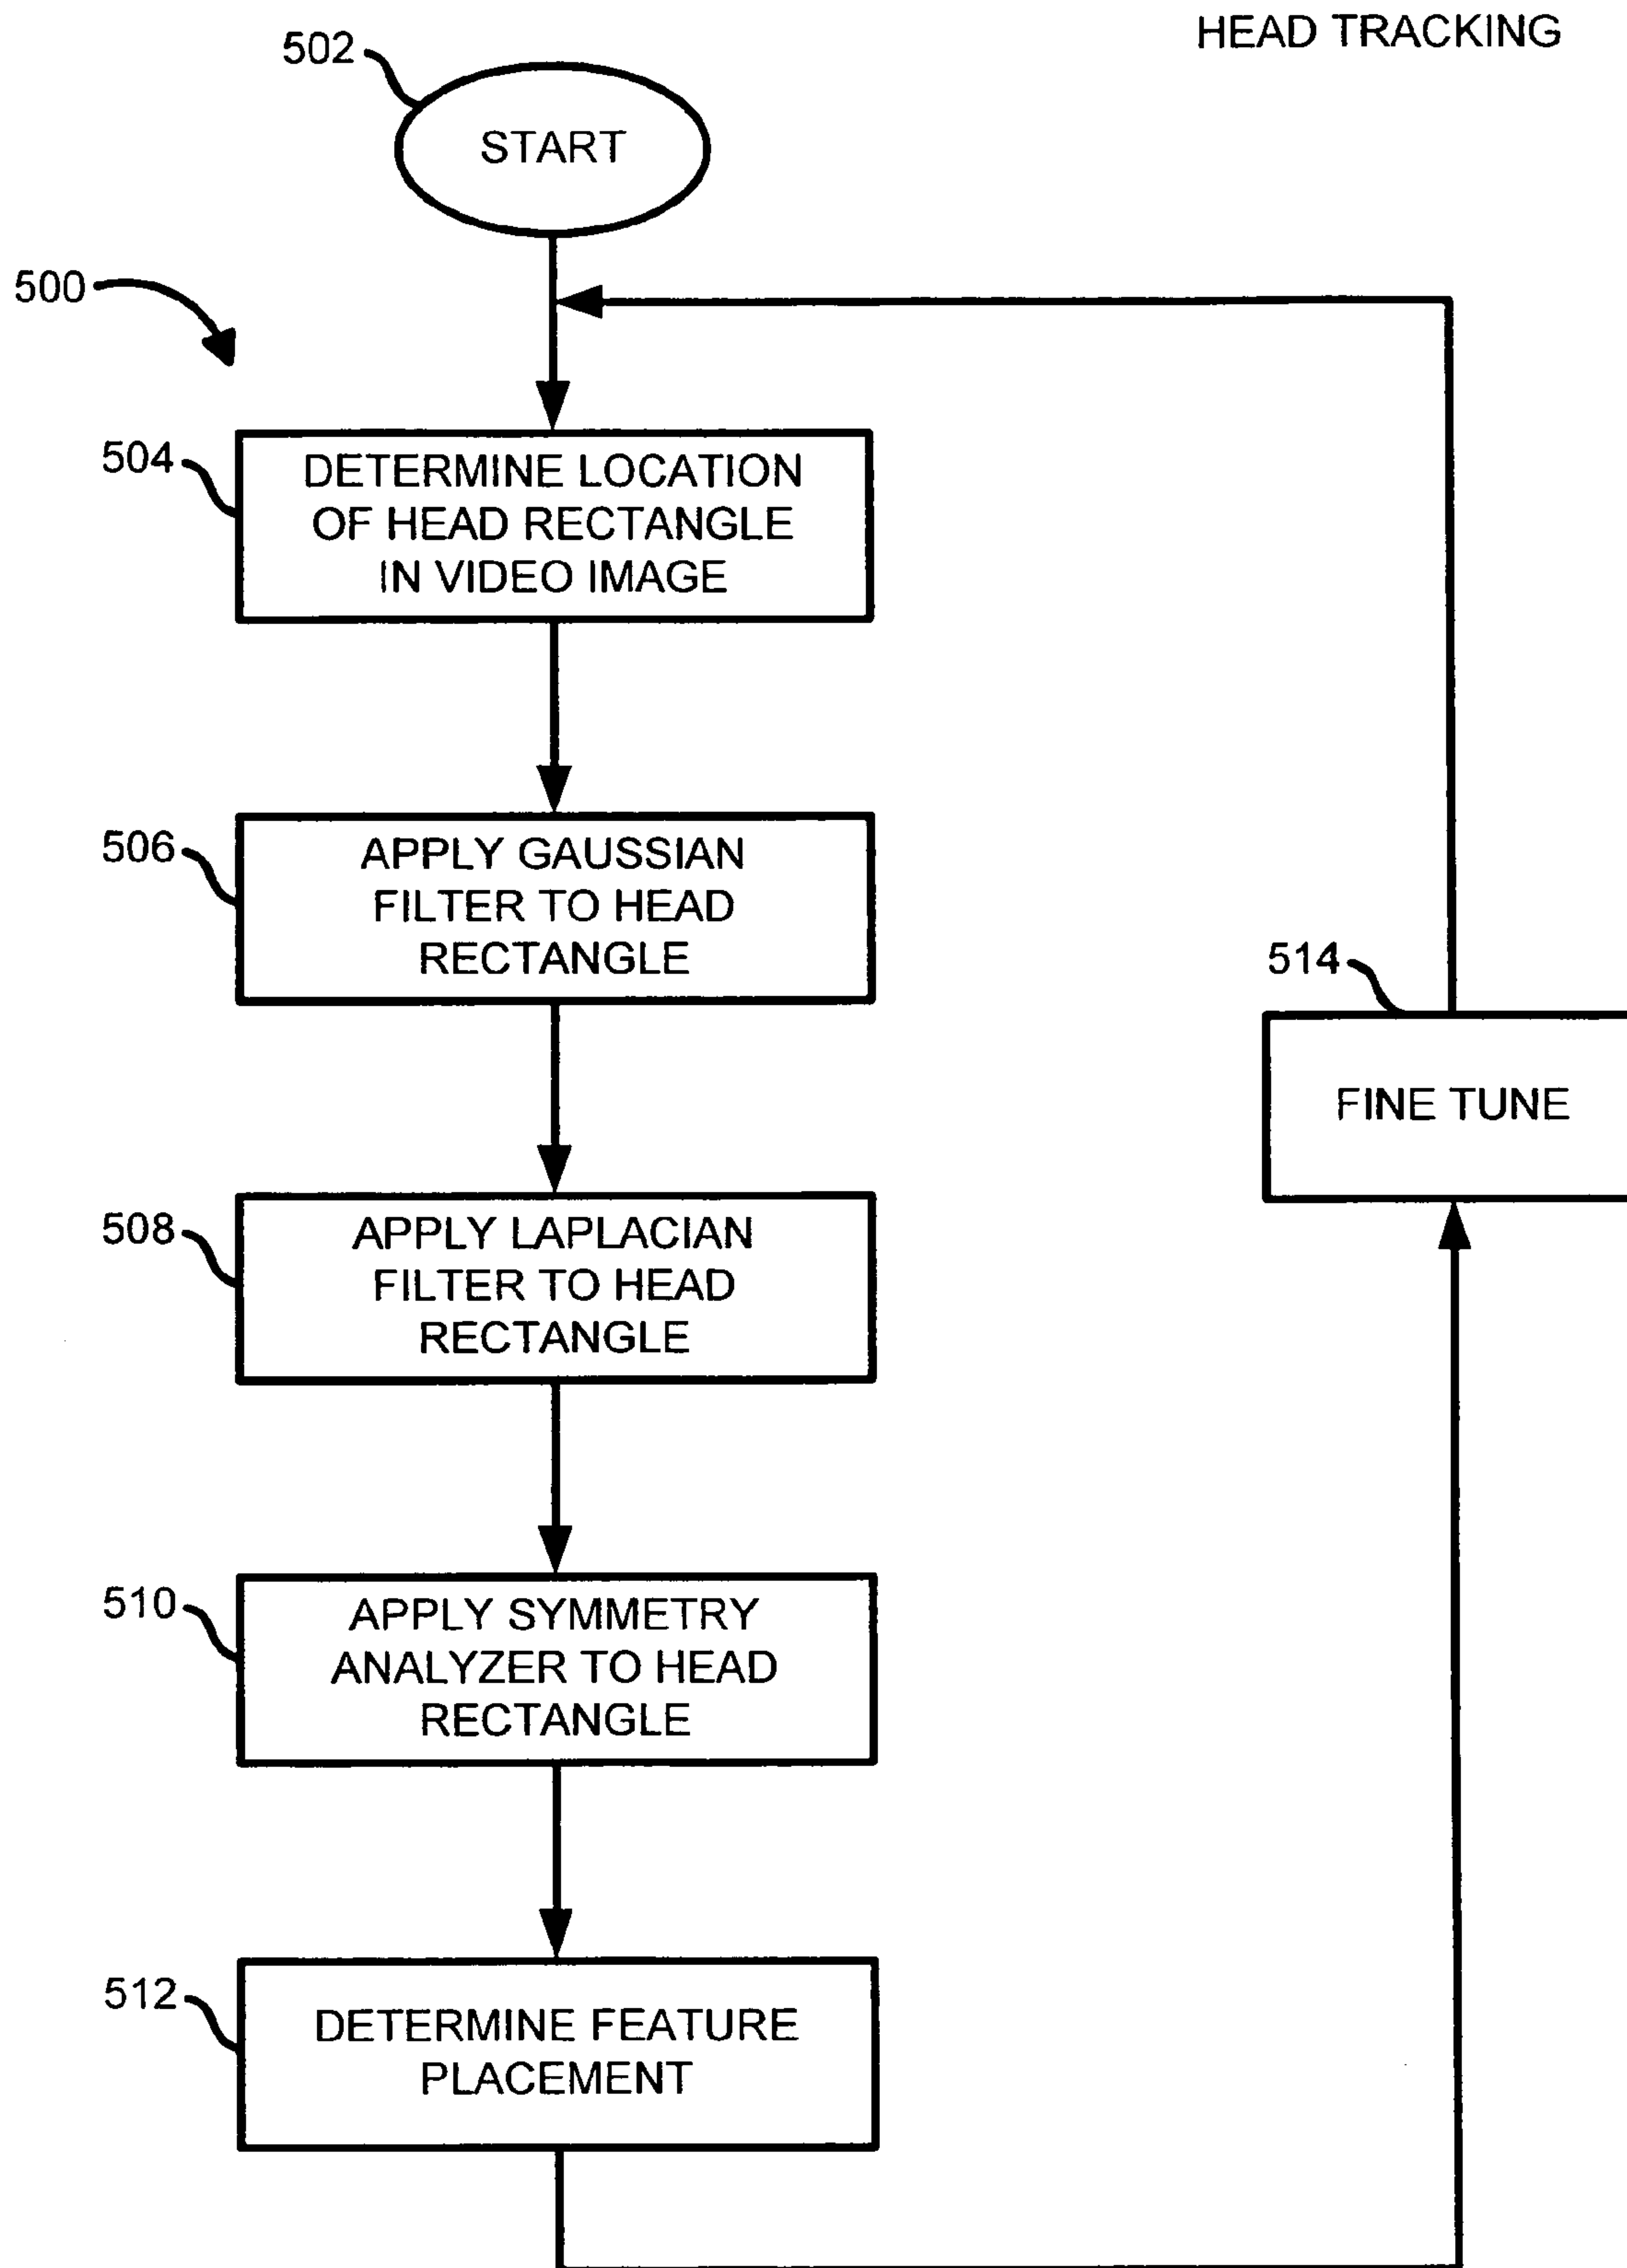 HEAD TRACKING
502
START
500
504
DETERMINE LOCATION
OF HEAD RECTANGLE
IN VIDEO IMAGE
506
APPLY GAUSSIAN
FILTER TO HEAD
RECTANGLE
514
FINE TUNE
508
APPLY LAPLACIAN
FILTER TO HEAD
RECTANGLE
510
APPLY SYMMETRY
ANALYZER TO HEAD
RECTANGLE
512
DETERMINE FEATURE
PLACEMENT